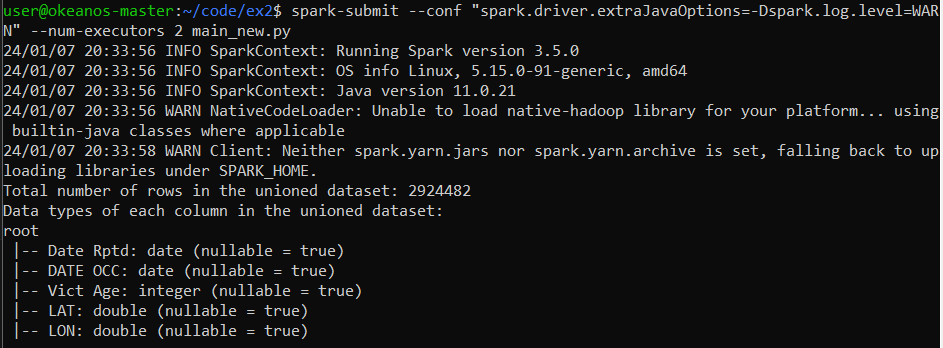 user@okeanos-master:~/code/ex2$ spark-submit --conf "spark.driver.extraJavaOptions=-Dspark.log.level=WAR
N" --num-executors 2 main_new.py
24/01/07 20:33:56 INFO SparkContext: Running Spark version 3.5.0
24/01/07 20:33:56 INFO SparkContext: OS info Linux, 5.15.0-91-generic, amd64
24/01/07 20:33:56 INFO SparkContext: Java version 11.0.21
24/01/07 20:33:56 WARN NativeCodeLoader: Unable to load native-hadoop library for your platform... using
 builtin-java classes where applicable
24/01/07 20:33:58 WARN Client: Neither spark.yarn.jars nor spark.yarn.archive is set, falling back to up
loading libraries under SPARK_HOME.
Total number of rows in the unioned dataset: 2924482
Data types of each column in the unioned dataset:
root
 |-- Date Rptd: date (nullable = true)
 |-- DATE OCC: date (nullable = true)
 |-- Vict Age: integer (nullable = true)
 |-- LAT: double (nullable = true)
 |-- LON: double (nullable = true)